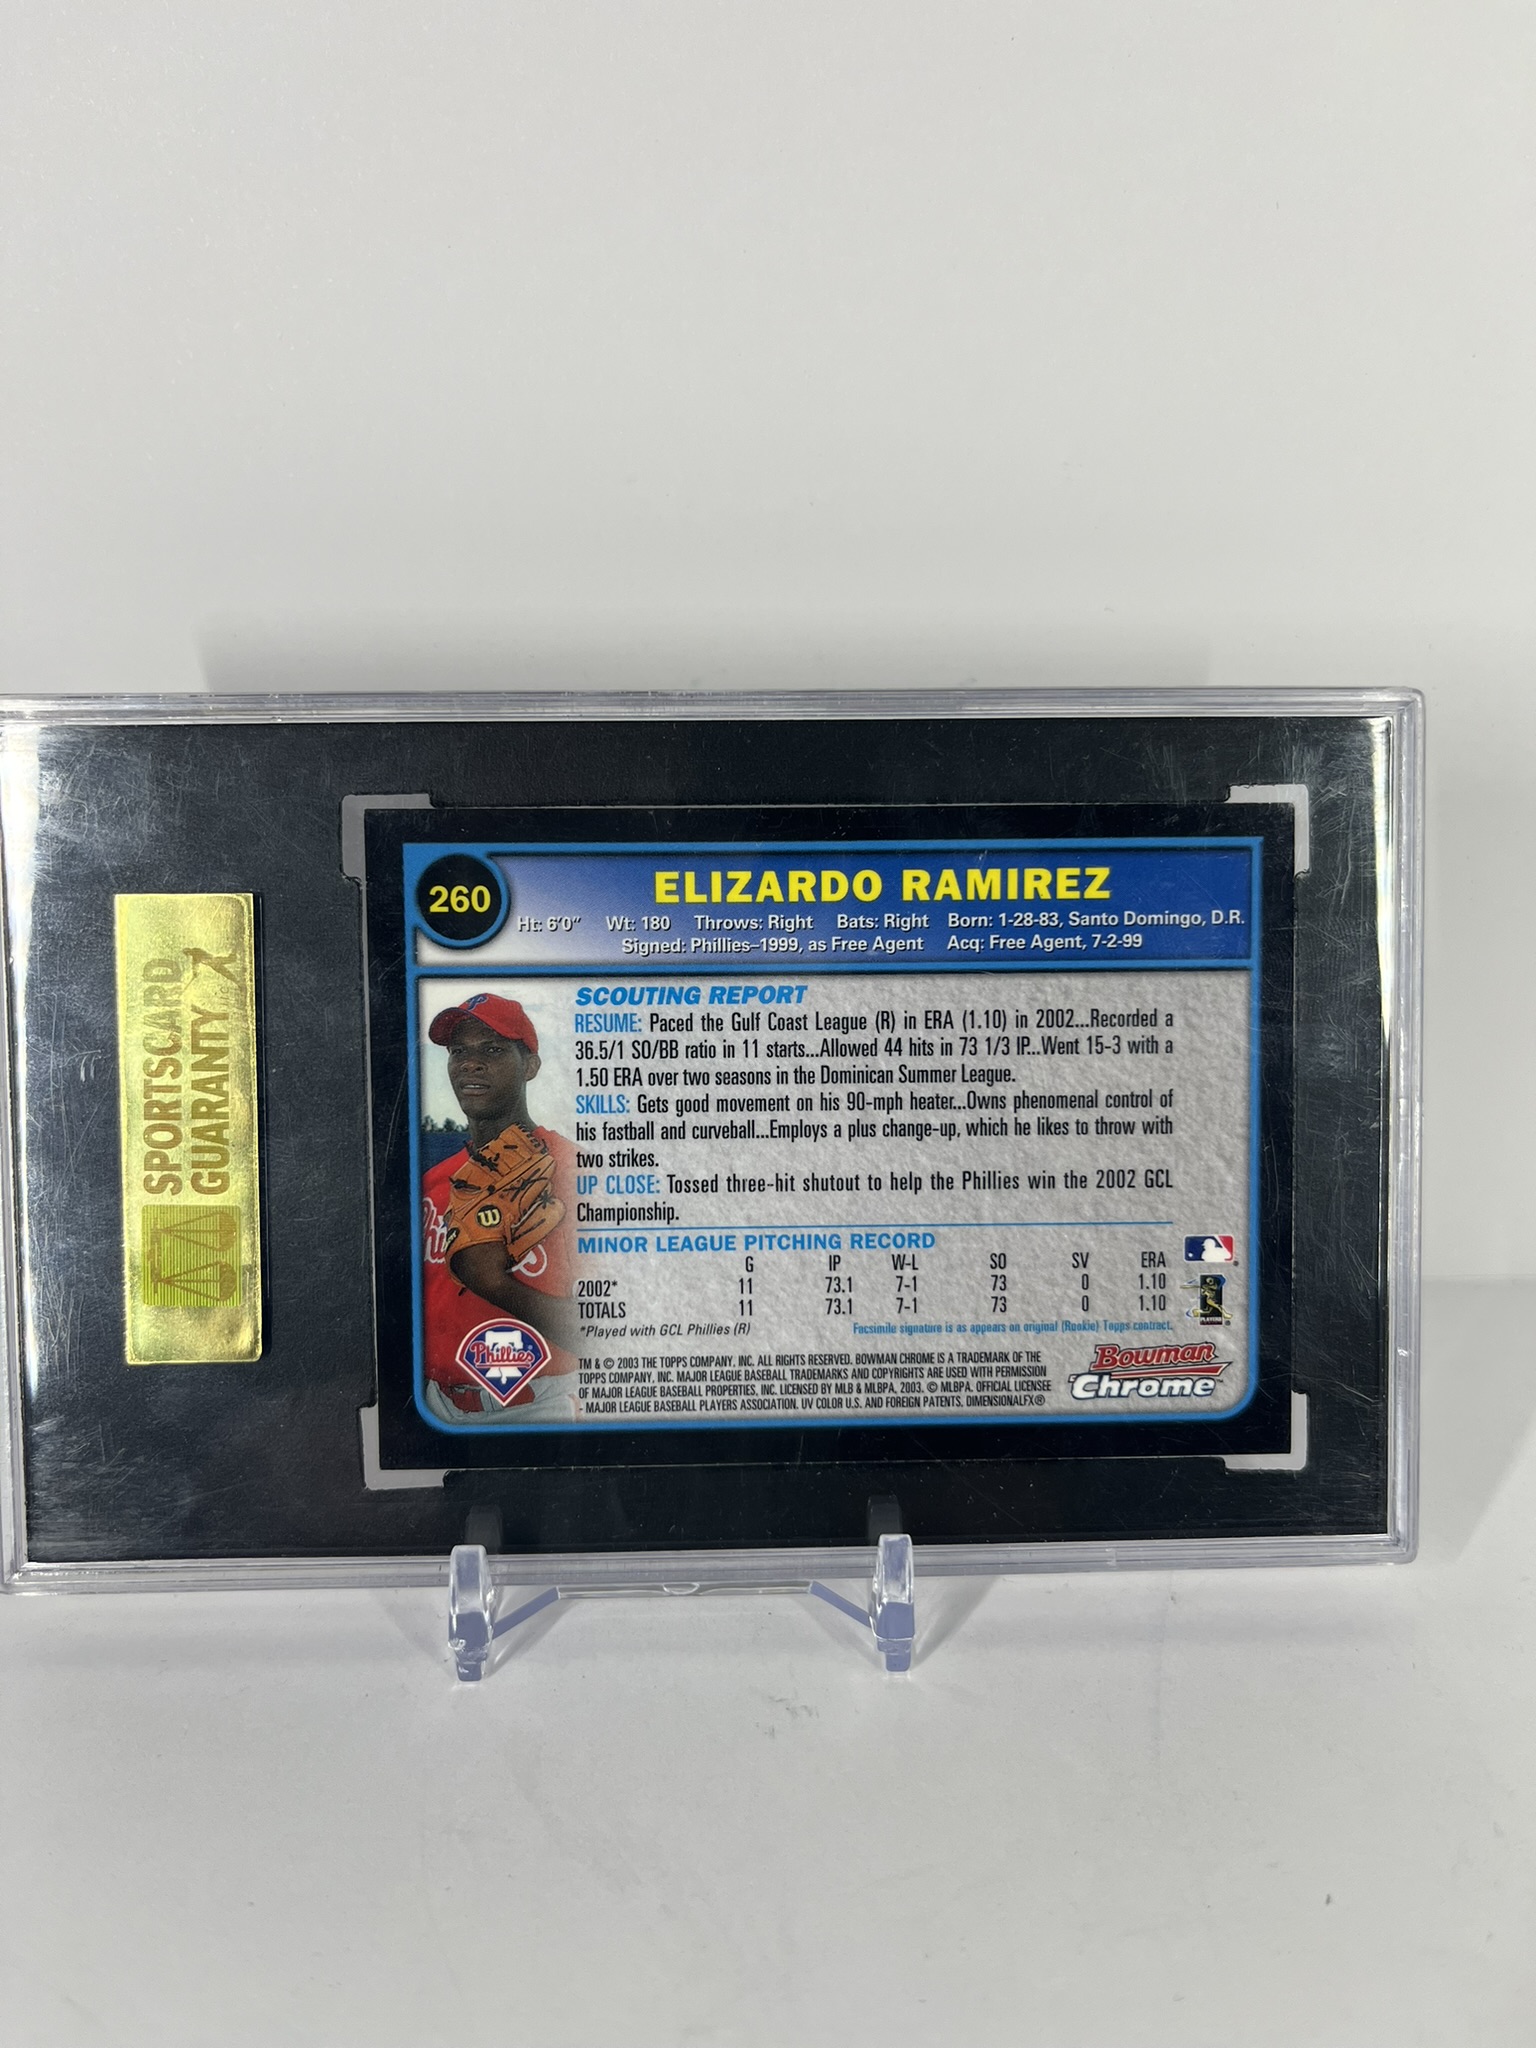 SPORTSCARD
GUARANTY
260
ELIZARDO RAMIREZ
Ht: 6'0" Wt: 180 Throws: Right Bats: Right Born: 1-28-83, Santo Domingo, D.R.
Signed: Phillies–1999, as Free Agent Acq: Free Agent, 7-2-99
SCOUTING REPORT
RESUME: Paced the Gulf Coast League (R) in ERA (1.10) in 2002...Recorded a
36.5/1 SO/BB ratio in 11 starts...Allowed 44 hits in 73 1/3 IP...Went 15-3 with a
1.50 ERA over two seasons in the Dominican Summer League.
SKILLS: Gets good movement on his 90-mph heater...Owns phenomenal control of
his fastball and curveball...Employs a plus change-up, which he likes to throw with
two strikes.
UP CLOSE: Tossed three-hit shutout to help the Phillies win the 2002 GCL
Championship.
MINOR LEAGUE PITCHING RECORD
G IP W-L SO SV ERA
2002* 11 73.1 7-1 73 0 1.10
TOTALS 11 73.1 7-1 73 0 1.10
*Played with GCL Phillies (R) Facsimile signature is as appears on original (Rookie) Topps contract.
Phillies
TM & © 2003 THE TOPPS COMPANY, INC. ALL RIGHTS RESERVED. BOWMAN CHROME IS A TRADEMARK OF THE
TOPPS COMPANY, INC. MAJOR LEAGUE BASEBALL TRADEMARKS AND COPYRIGHTS ARE USED WITH PERMISSION
OF MAJOR LEAGUE BASEBALL PROPERTIES, INC. LICENSED BY MLB & MLBPA, 2003. © MLBPA. OFFICIAL LICENSEE
- MAJOR LEAGUE BASEBALL PLAYERS ASSOCIATION. UV COLOR U.S. AND FOREIGN PATENTS. DIMENSIONALFX®
Bowman
Chrome